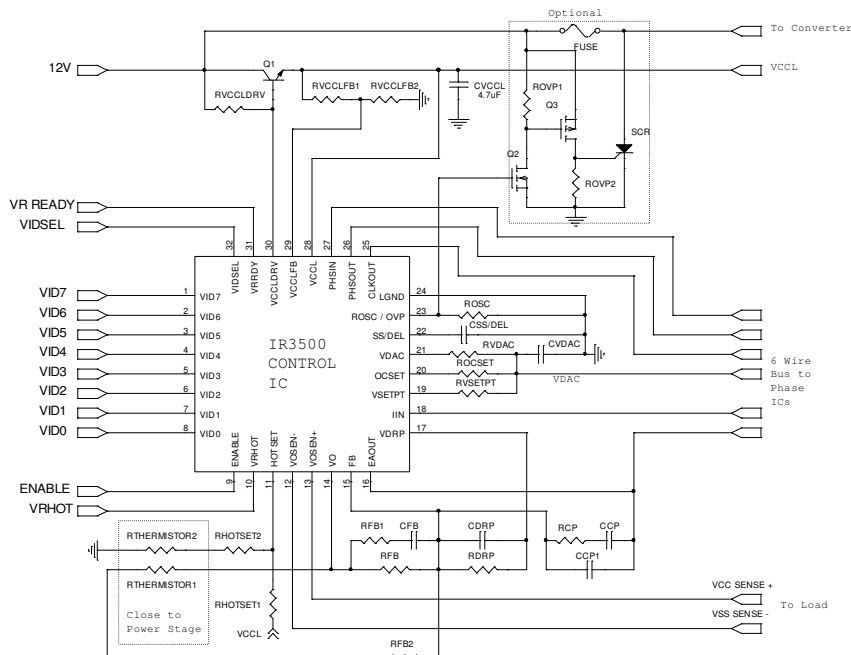 Optional
To Converter
FUSE
12V
Q1
VCCL
RVCCLDRV
RVCCLFB1
RVCCLFB2
CVCCL
4.7uF
ROVP1
Q3
SCR
Q2
ROVP2
VR READY
VIDSEL
32
31
30
29
28
27
26
25
VIDSEL
VRRDY
VCCLDRV
VCCLFB
VCCL
PHSIN
PHSOUT
CLKOUT
VID7
1
VID7
LGND
24
VID6
2
VID6
ROSC / OVP
23
ROSC
VID5
3
VID5
SS/DEL
22
CSS/DEL
VID4
4
VID4
VDAC
21
RVDAC
CVDAC
VID3
5
VID3
OCSET
20
ROCSET
VDAC
VID2
6
VID2
VSETPT
19
RVSETPT
VID1
7
VID1
IIN
18
VID0
8
VID0
VDRP
17
IR3500
CONTROL
IC
6 Wire
Bus to
Phase
ICs
ENABLE
VRHOT
HOTSET
VOSEN-
VOSEN+
VO
FB
EAOUT
9
10
11
12
13
14
15
16
ENABLE
VRHOT
RTHERMISTOR2
RHOTSET2
RFB1
CFB
CDRP
RCP
CCP
RFB
RDRP
CCP1
RTHERMISTOR1
RHOTSET1
Close to
Power Stage
VCCL
VCC SENSE +
To Load
VSS SENSE -
RFB2